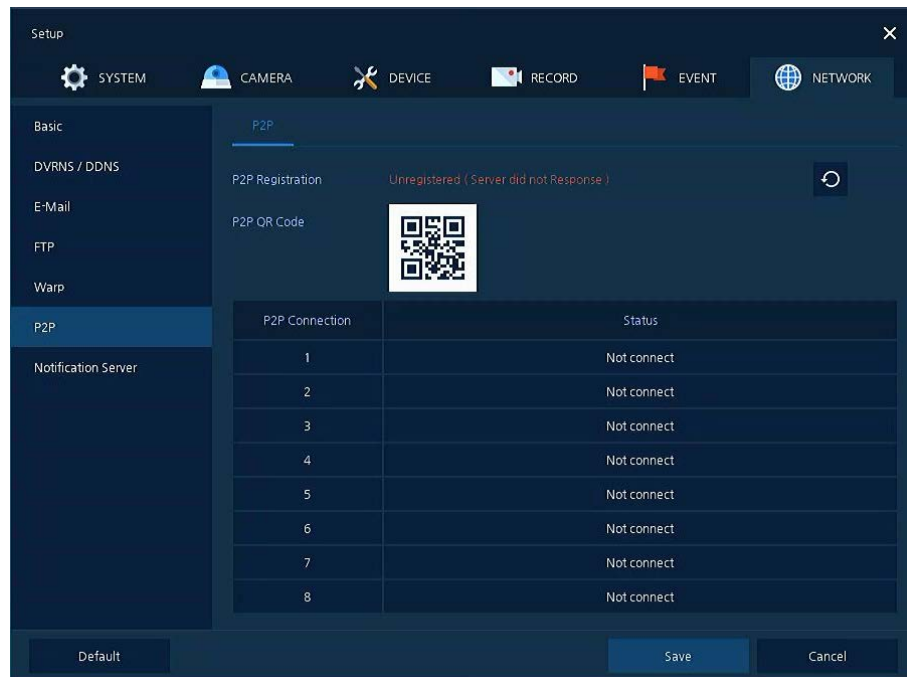 Setup
SYSTEM CAMERA DEVICE RECORD EVENT NETWORK
Basic
DVRNS / DDNS
E-Mail
FTP
Warp
P2P
Notification Server
P2P
P2P Registration Unregistered ( Server did not Response )
P2P QR Code
P2P Connection Status
1 Not connect
2 Not connect
3 Not connect
4 Not connect
5 Not connect
6 Not connect
7 Not connect
8 Not connect
Default Save Cancel